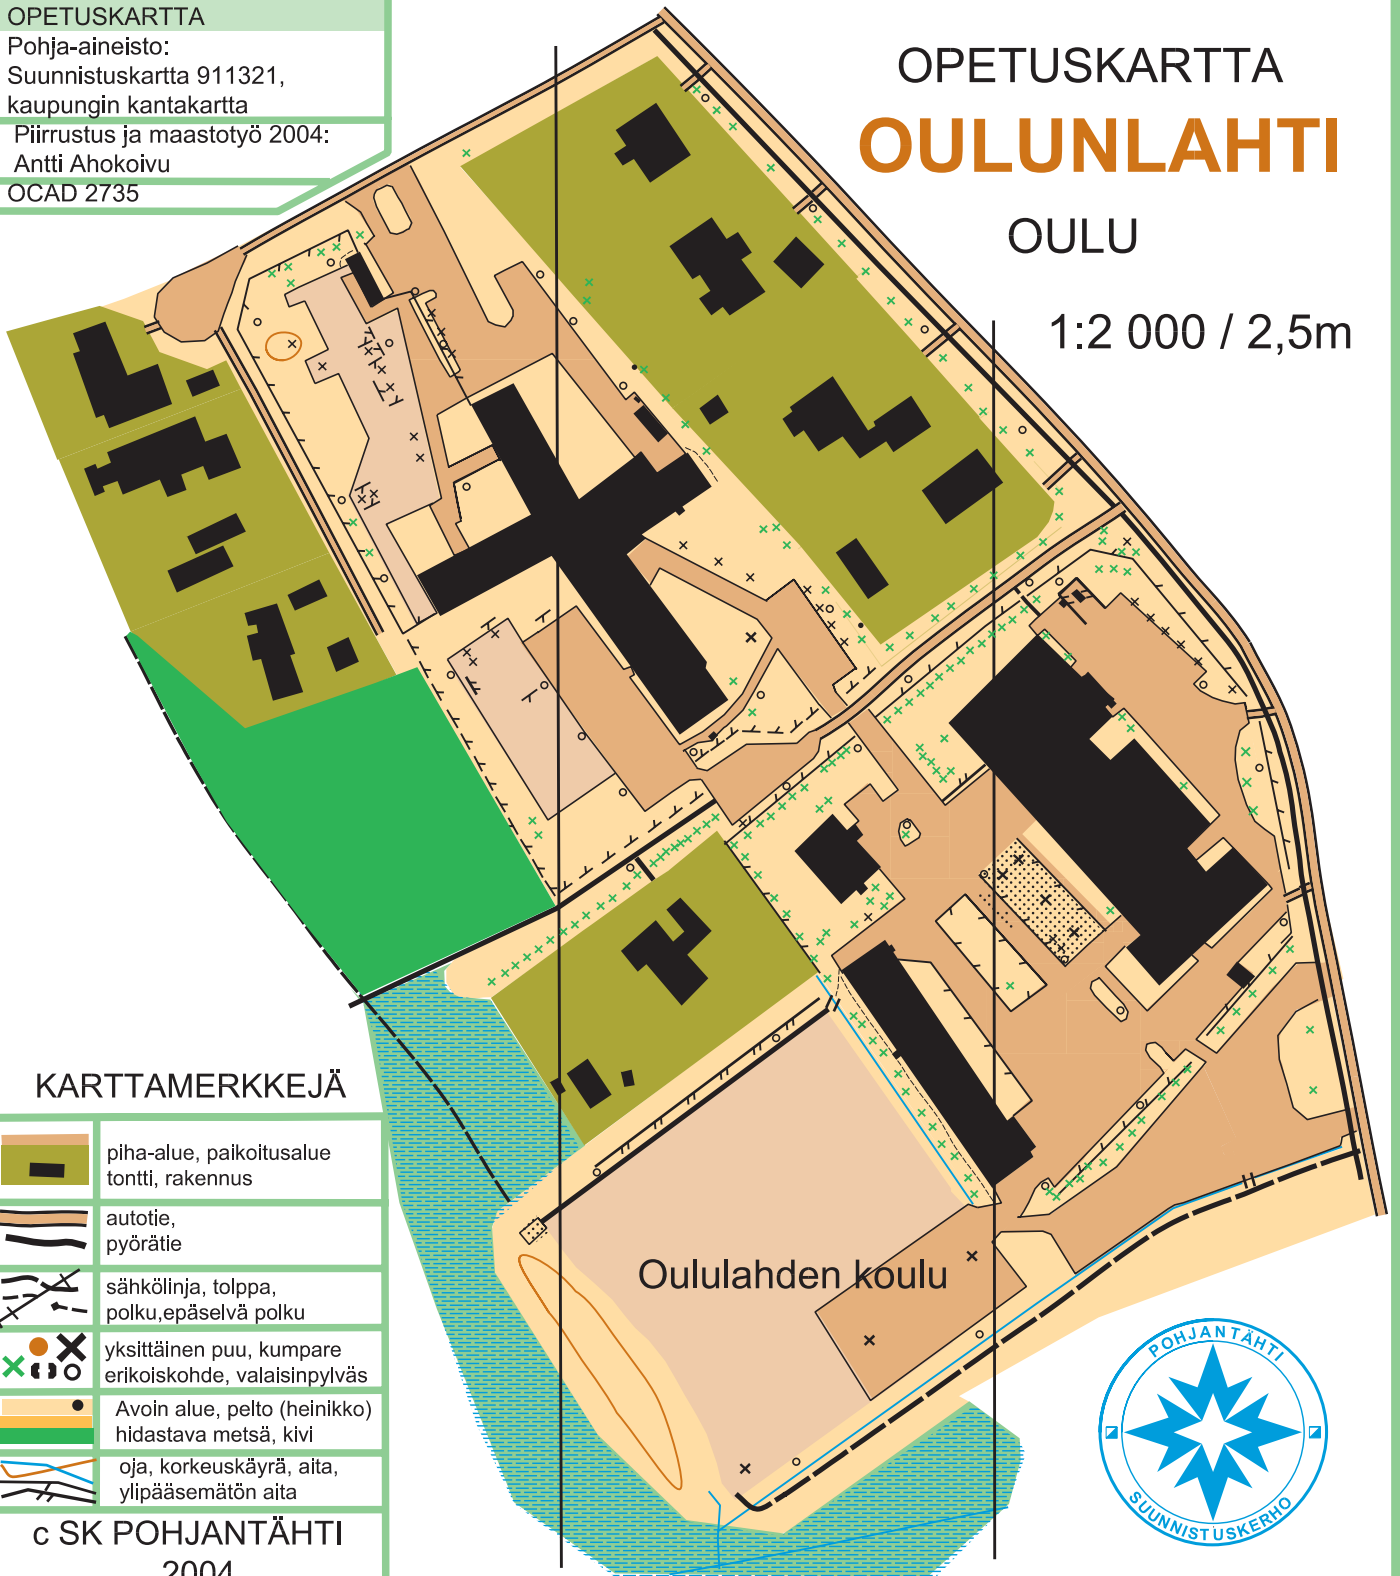 OPETUSKARTTA
Pohja-aineisto:
Suunnistuskartta 911321,
kaupungin kantakartta
Piirrustus ja maastotyö 2004:
Antti Ahokoivu
OCAD 2735
OPETUSKARTTA
OULUNLAHTI
OULU
1:2 000 / 2,5m
Oululahden koulu
KARTTAMERKKEJÄ
piha-alue, paikoitusalue
tontti, rakennus
autotie,
pyörätie
sähkölinja, tolppa,
polku,epäselvä polku
yksittäinen puu, kumpare
erikoiskohde, valaisinpylväs
Avoin alue, pelto (heinikko)
hidastava metsä, kivi
oja, korkeuskäyrä, aita,
ylipääsemätön aita
c SK POHJANTÄHTI
2004
POHJANTÄHTI
SUUNNISTUSKERHO